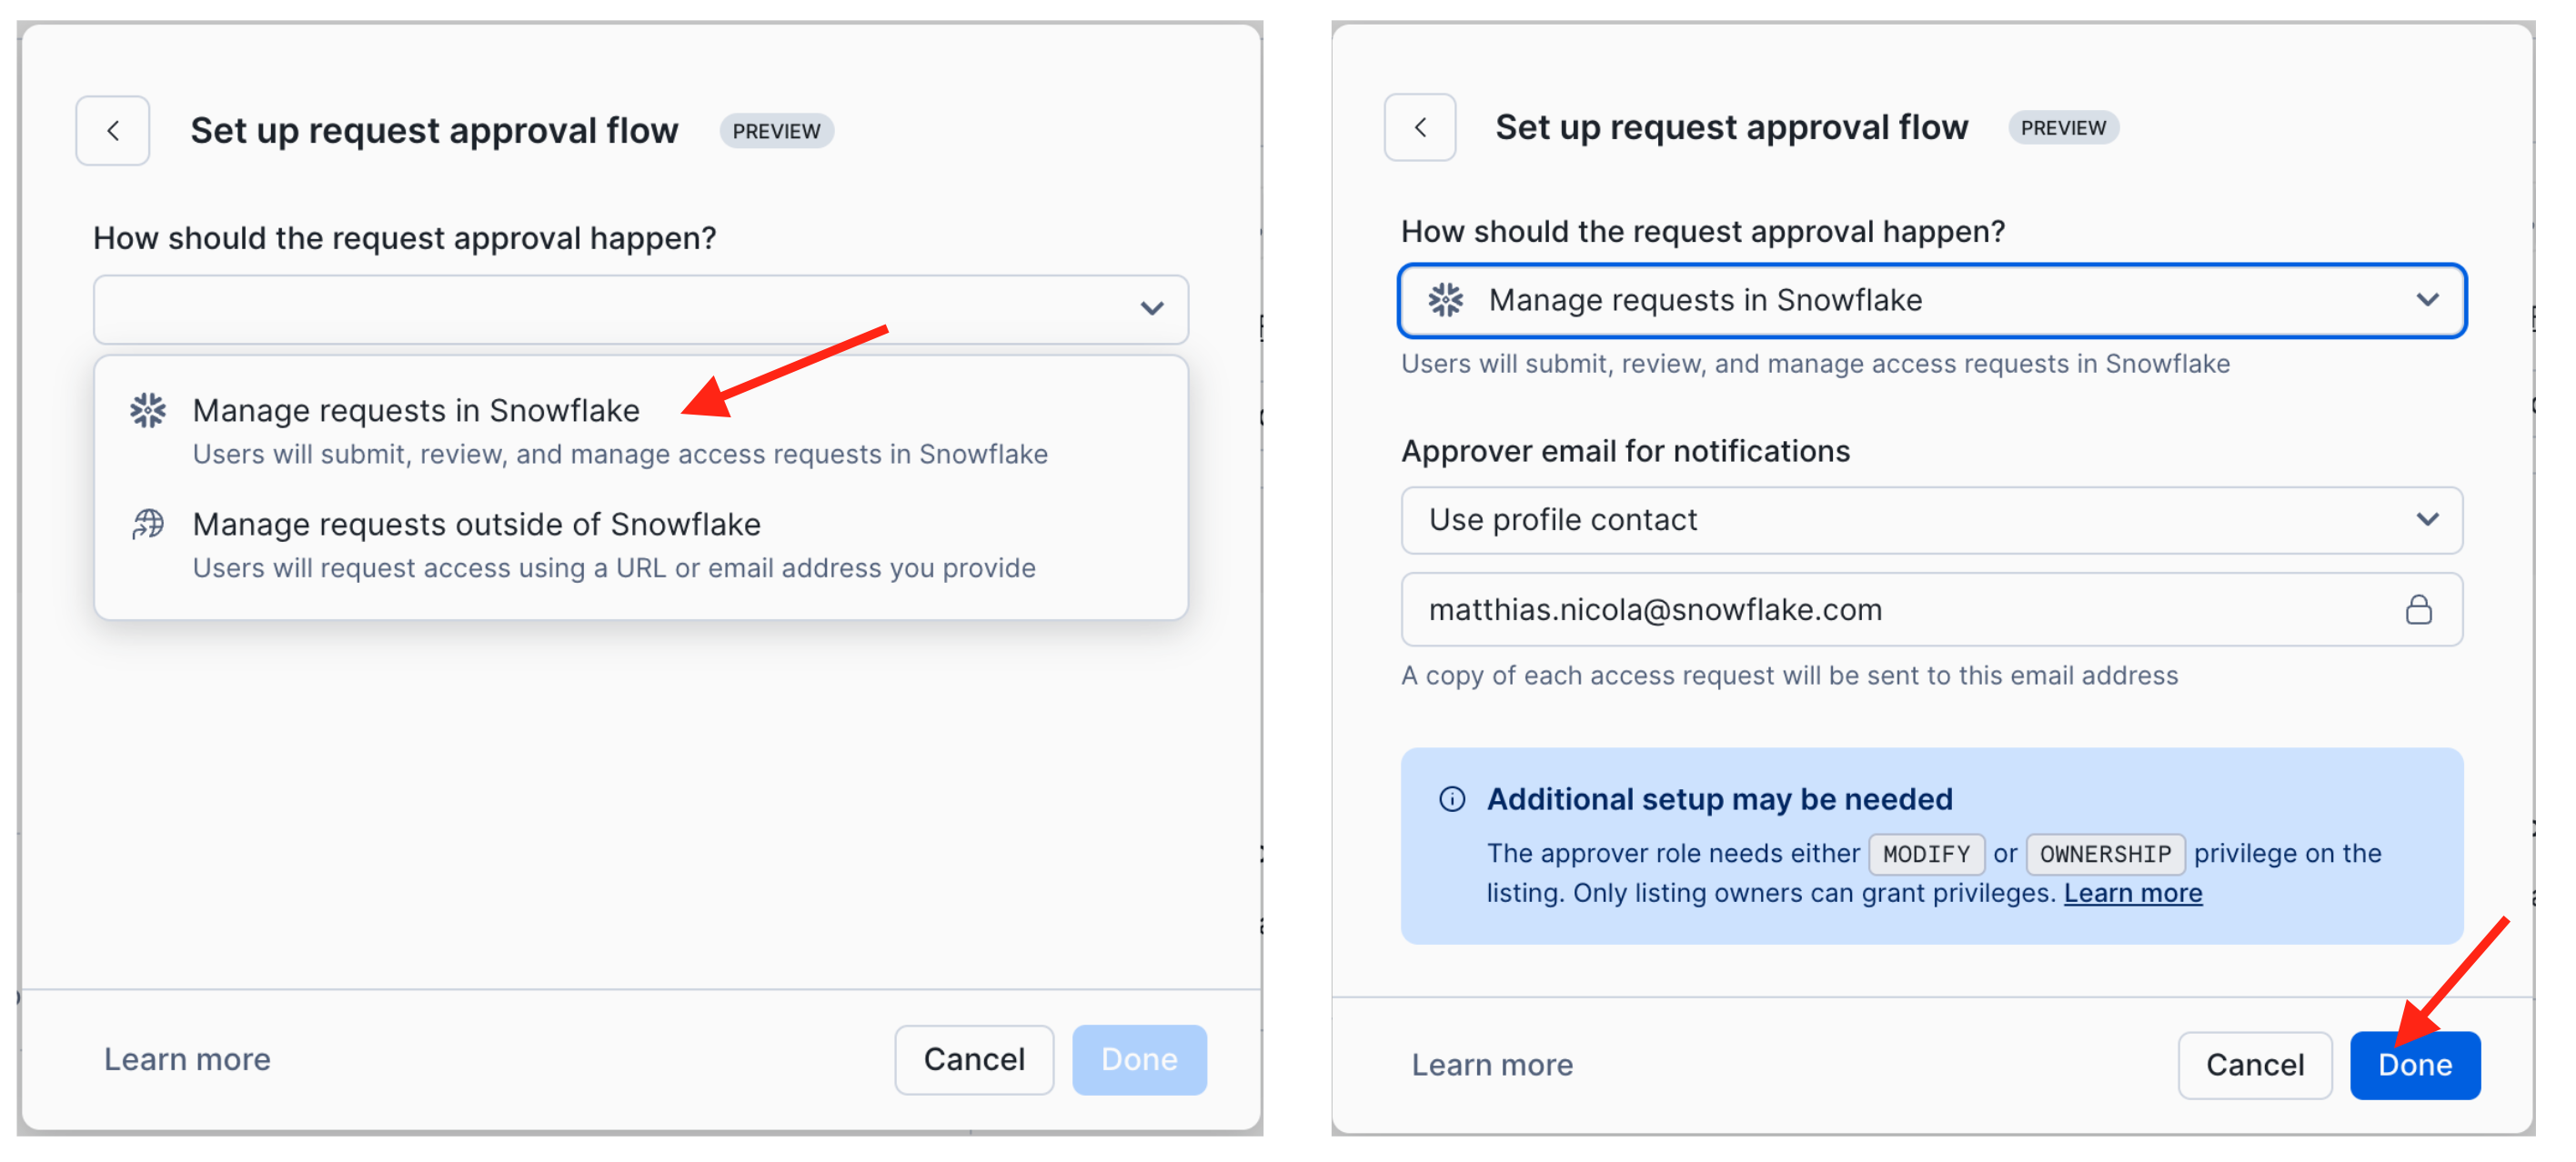 Set up request approval flow PREVIEW
How should the request approval happen?
Manage requests in Snowflake
Users will submit, review, and manage access requests in Snowflake
Manage requests outside of Snowflake
Users will request access using a URL or email address you provide
Learn more
Cancel
Done
Set up request approval flow PREVIEW
How should the request approval happen?
Manage requests in Snowflake
Users will submit, review, and manage access requests in Snowflake
Approver email for notifications
Use profile contact
matthias.nicola@snowflake.com
A copy of each access request will be sent to this email address
Additional setup may be needed
The approver role needs either MODIFY or OWNERSHIP privilege on the
listing. Only listing owners can grant privileges. Learn more
Learn more
Cancel
Done